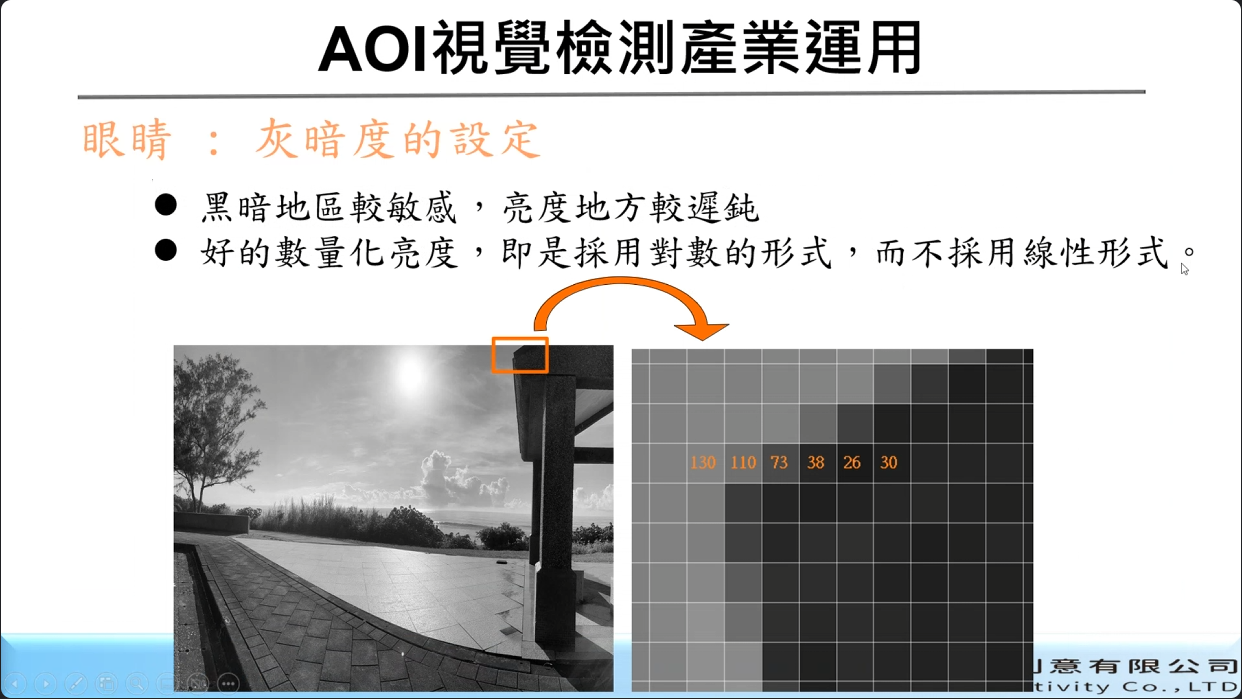 AOI視覺檢測產業運用
眼睛 : 灰暗度的設定
● 黑暗地區較敏感，亮度地方較遲鈍
● 好的數量化亮度，即是採用對數的形式，而不採用線性形式。
130 110 73 38 26 30
意有限公司
tivity Co.,LTD